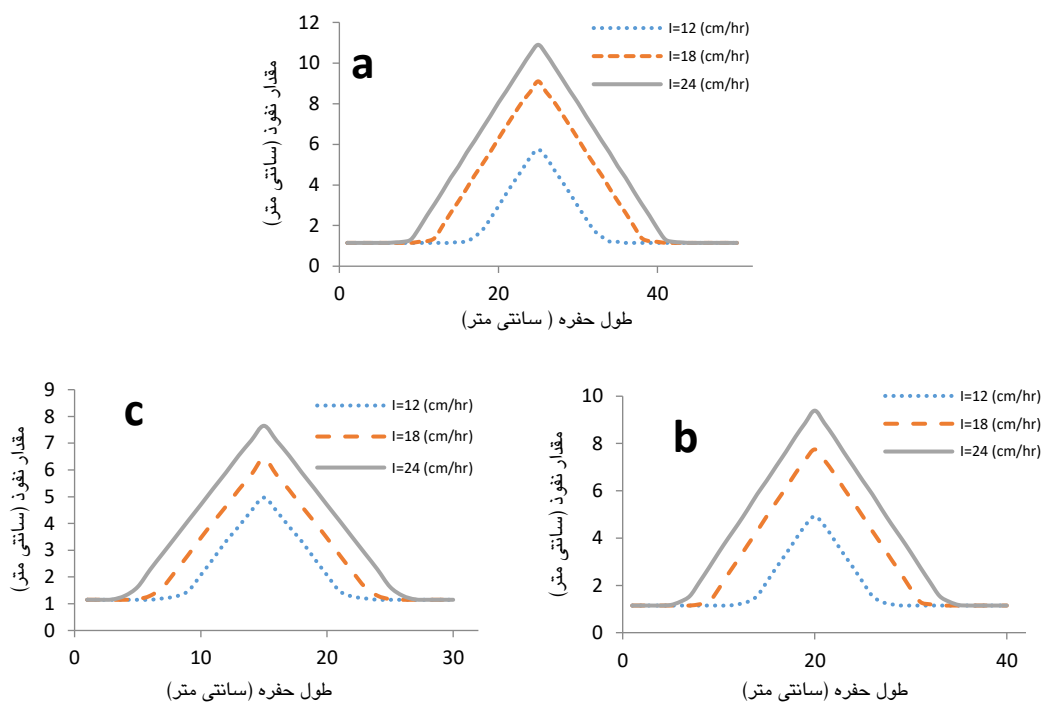 a
I=12 (cm/hr)
I=18 (cm/hr)
I=24 (cm/hr)
مقدار نفوذ (سانتی متر)
12
10
8
6
4
2
0
0 20 40
طول حفره ( سانتی متر)
c
I=12 (cm/hr)
I=18 (cm/hr)
I=24 (cm/hr)
مقدار نفوذ (سانتی متر)
9
8
7
6
5
4
3
2
1
0
0 10 20 30
طول حفره (سانتی متر)
b
I=12 (cm/hr)
I=18 (cm/hr)
I=24 (cm/hr)
مقدار نفوذ (سانتی متر)
10
8
6
4
2
0
0 20 40
طول حفره (سانتی متر)